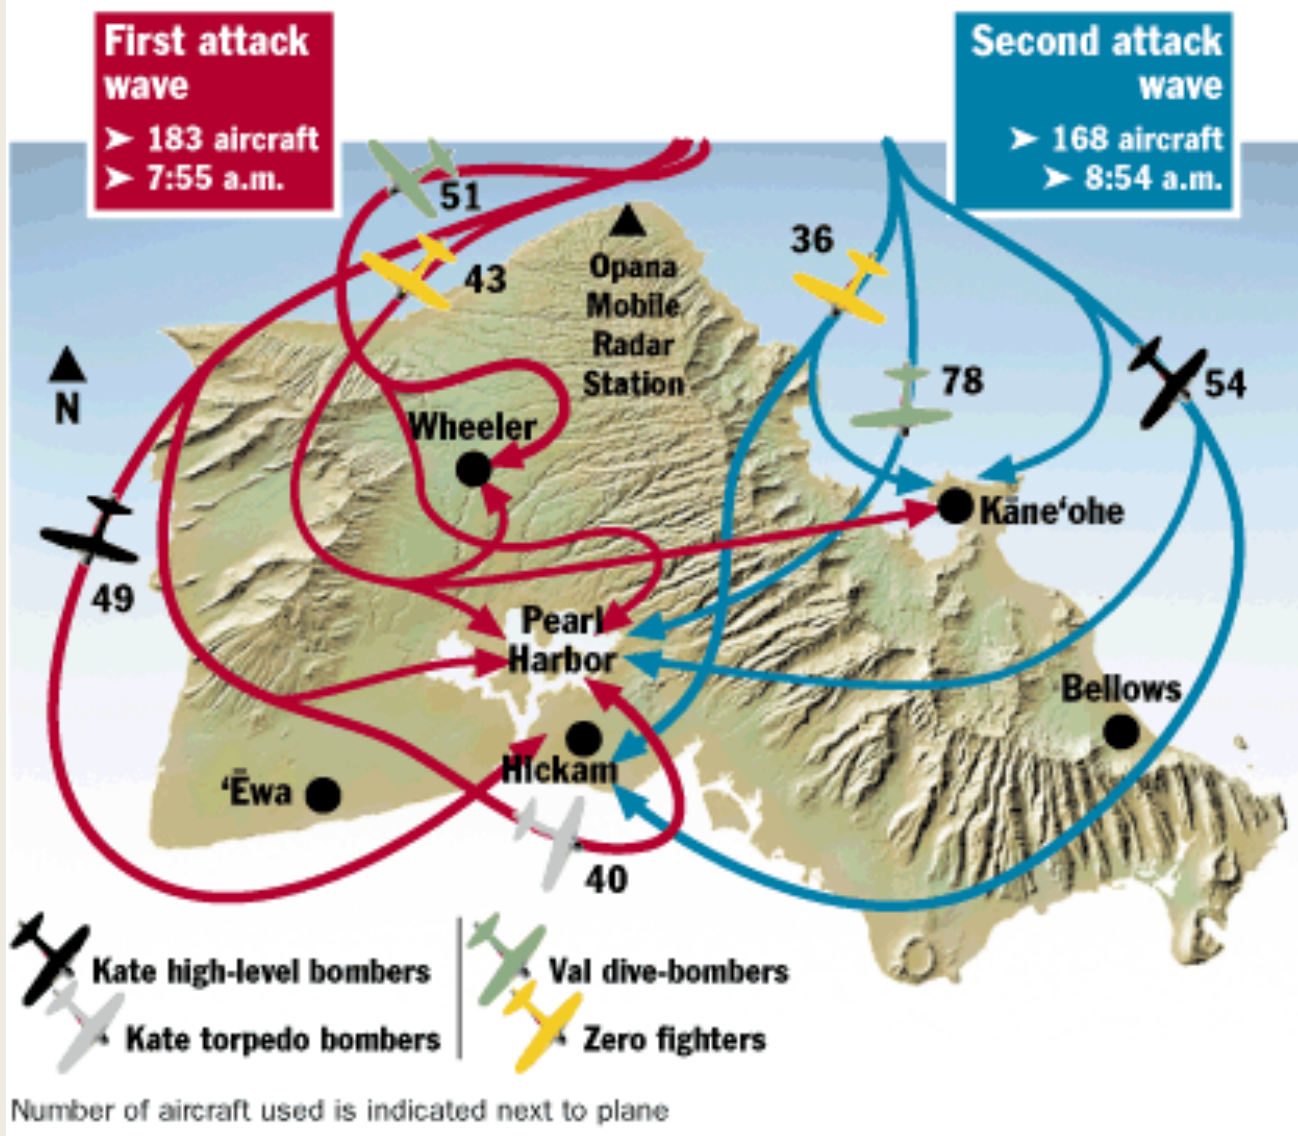 First attack
wave
➤ 183 aircraft
➤ 7:55 a.m.
Second attack
wave
➤ 168 aircraft
➤ 8:54 a.m.
51
43
36
Opana
Mobile
Radar
Station
N
78
54
Wheeler
Kāneʻohe
49
Pearl
Harbor
Bellows
Hickam
ʻĒwa
40
Kate high-level bombers
Kate torpedo bombers
Val dive-bombers
Zero fighters
Number of aircraft used is indicated next to plane